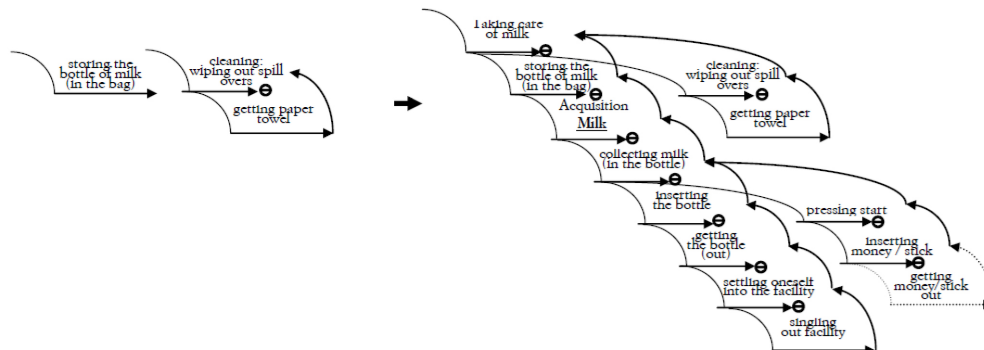 storing the
bottle of milk
(in the bag)
cleaning:
wiping out spill
overs
getting paper
towel
Taking care
of milk
storing the
bottle of milk
(in the bag)
Acquisition
Milk
cleaning:
wiping out spill
overs
getting paper
towel
collecting milk
(in the bottle)
inserting
the bottle
getting
the bottle
(out)
settling oneself
into the facility
singling
out facility
pressing start
inserting
money / stick
getting
money/stick
out